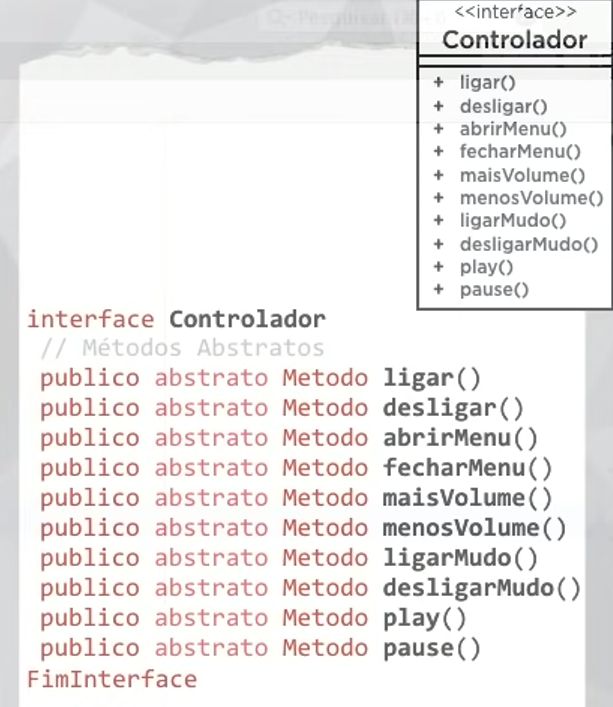 <<interface>>
Controlador
+ ligar()
+ desligar()
+ abrirMenu()
+ fecharMenu()
+ maisVolume()
+ menosVolume()
+ ligarMudo()
+ desligarMudo()
+ play()
+ pause()
interface Controlador
// Métodos Abstratos
publico abstrato Metodo ligar()
publico abstrato Metodo desligar()
publico abstrato Metodo abrirMenu()
publico abstrato Metodo fecharMenu()
publico abstrato Metodo maisVolume()
publico abstrato Metodo menosVolume()
publico abstrato Metodo ligarMudo()
publico abstrato Metodo desligarMudo()
publico abstrato Metodo play()
publico abstrato Metodo pause()
FimInterface